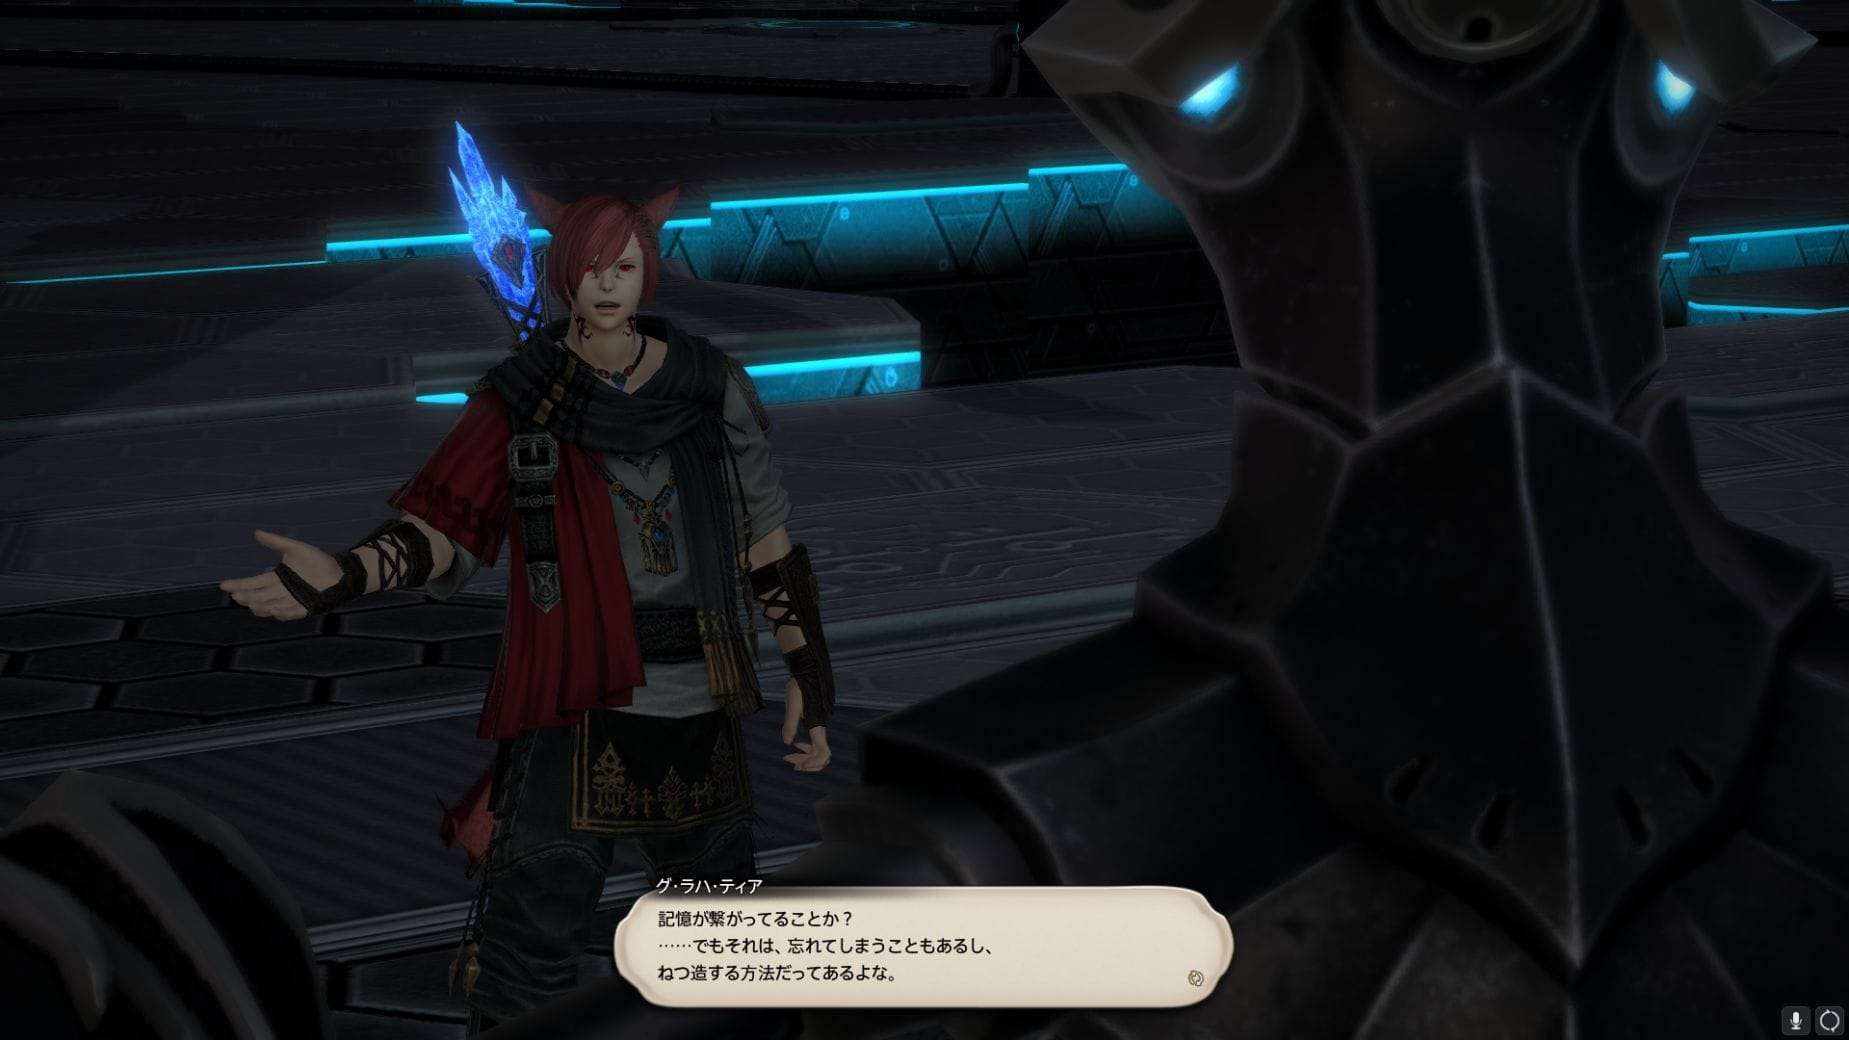 グ・ラハ・ティア
記憶が繋がってることか？
……でもそれは、忘れてしまうこともあるし、
ねつ造する方法だってあるよな。